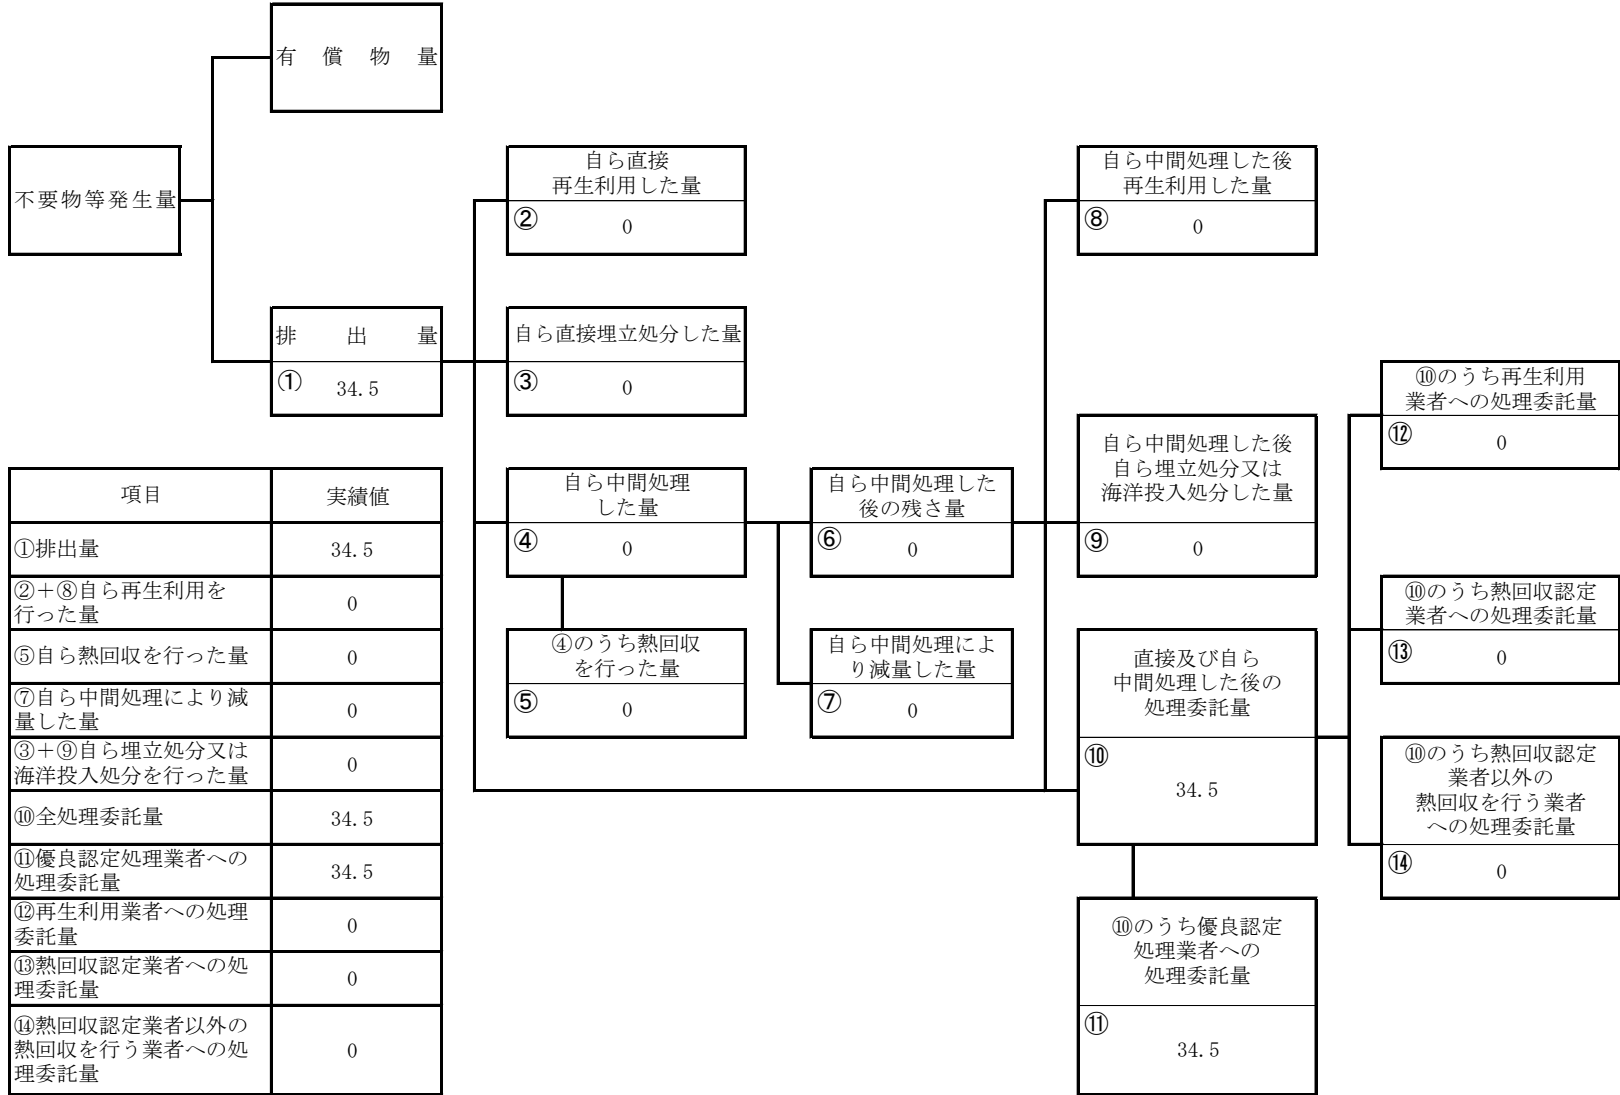 有償物量
不要物等発生量
排出量
① 34.5
自ら直接
再生利用した量
② 0
自ら直接埋立処分した量
③ 0
自ら中間処理
した量
④ 0
④のうち熱回収
を行った量
⑤ 0
自ら中間処理した
後の残さ量
⑥ 0
自ら中間処理によ
り減量した量
⑦ 0
自ら中間処理した後
再生利用した量
⑧ 0
自ら中間処理した後
自ら埋立処分又は
海洋投入処分した量
⑨ 0
直接及び自ら
中間処理した後の
処理委託量
⑩
34.5
⑩のうち優良認定
処理業者への
処理委託量
⑪
34.5
⑩のうち再生利用
業者への処理委託量
⑫ 0
⑩のうち熱回収認定
業者への処理委託量
⑬ 0
⑩のうち熱回収認定
業者以外の
熱回収を行う業者
への処理委託量
⑭ 0
項目 実績値
①排出量 34.5
②+⑧自ら再生利用を
行った量 0
⑤自ら熱回収を行った量 0
⑦自ら中間処理により減
量した量 0
③+⑨自ら埋立処分又は
海洋投入処分を行った量 0
⑩全処理委託量 34.5
⑪優良認定処理業者への
処理委託量 34.5
⑫再生利用業者への処理
委託量 0
⑬熱回収認定業者への処
理委託量 0
⑭熱回収認定業者以外の
熱回収を行う業者への処 0
理委託量